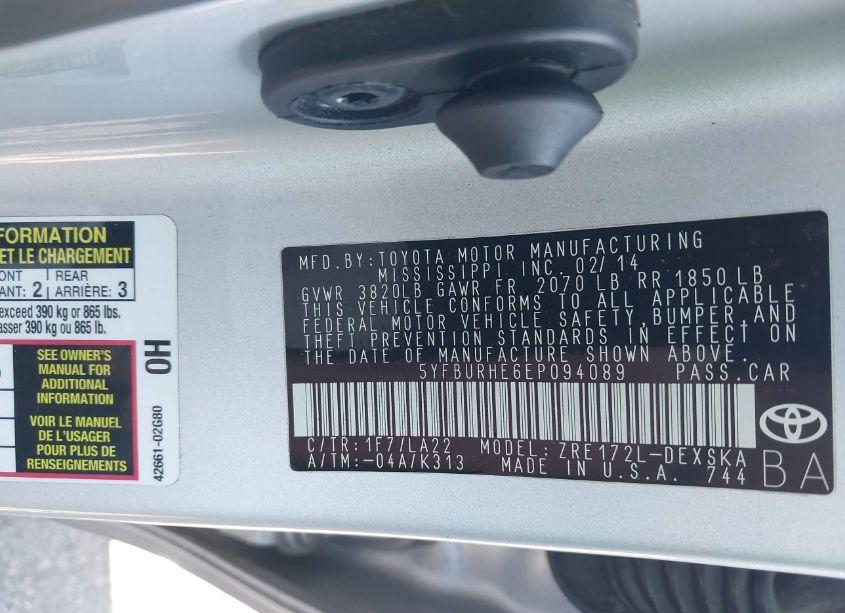 FORMATION
ET LE CHARGEMENT
ONT REAR
ANT: 2 ARRIÈRE: 3
exceed 390 kg or 865 lbs.
asser 390 kg ou 865 lb.
SEE OWNER'S
MANUAL FOR
ADDITIONAL
INFORMATION
VOIR LE MANUEL
DE L'USAGER
POUR PLUS DE
RENSEIGNEMENTS
OH
42661-02G80
MFD. BY: TOYOTA MOTOR MANUFACTURING
MISSISSIPPI, INC. 02/14
GVWR 3820LB GAWR FR 2070 LB RR 1850 LB
THIS VEHICLE CONFORMS TO ALL APPLICABLE
FEDERAL MOTOR VEHICLE SAFETY, BUMPER, AND
THEFT PREVENTION STANDARDS IN EFFECT ON
THE DATE OF MANUFACTURE SHOWN ABOVE.
5YFBURHE6EP094089 PASS.CAR
C/TR: 1F7/LA22 MODEL: ZRE172L-DEXSKA
A/TM:-04A/K313 MADE IN U.S.A. 744
BA